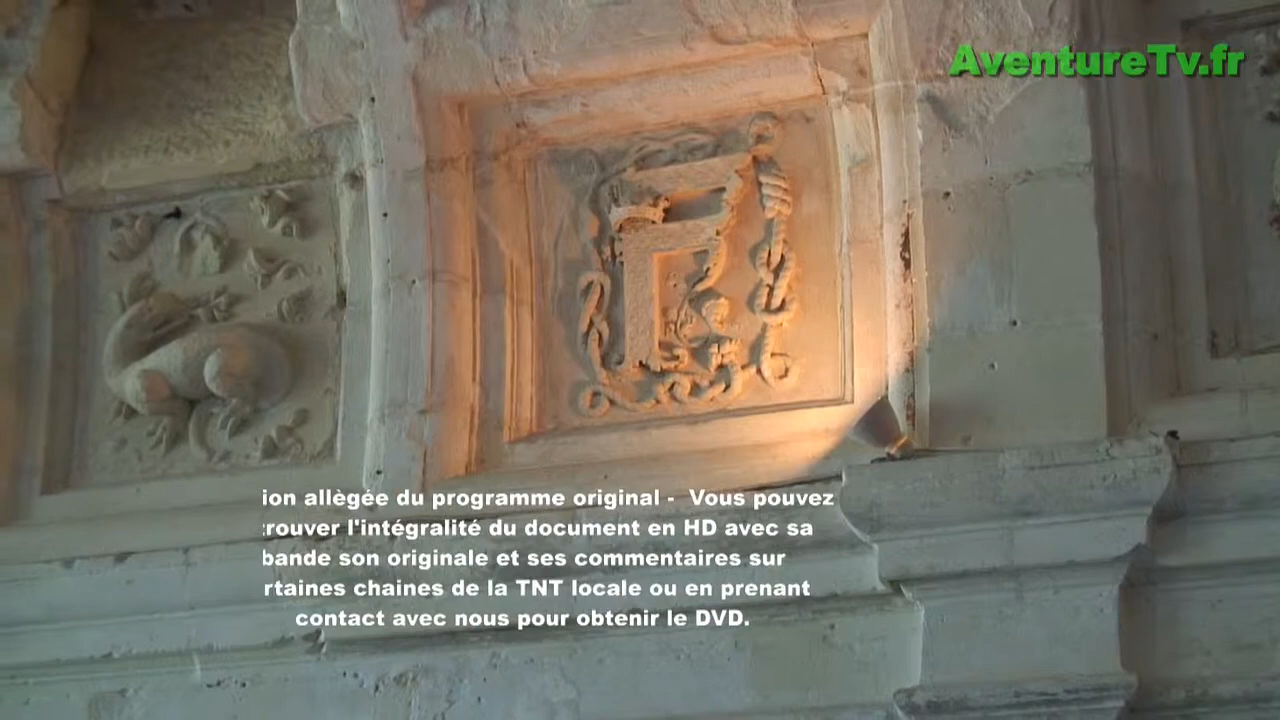 AventureTv.fr
ion allègée du programme original - Vous pouvez
rouver l'intégralité du document en HD avec sa
bande son originale et ses commentaires sur
rtaines chaines de la TNT locale ou en prenant
contact avec nous pour obtenir le DVD.
F